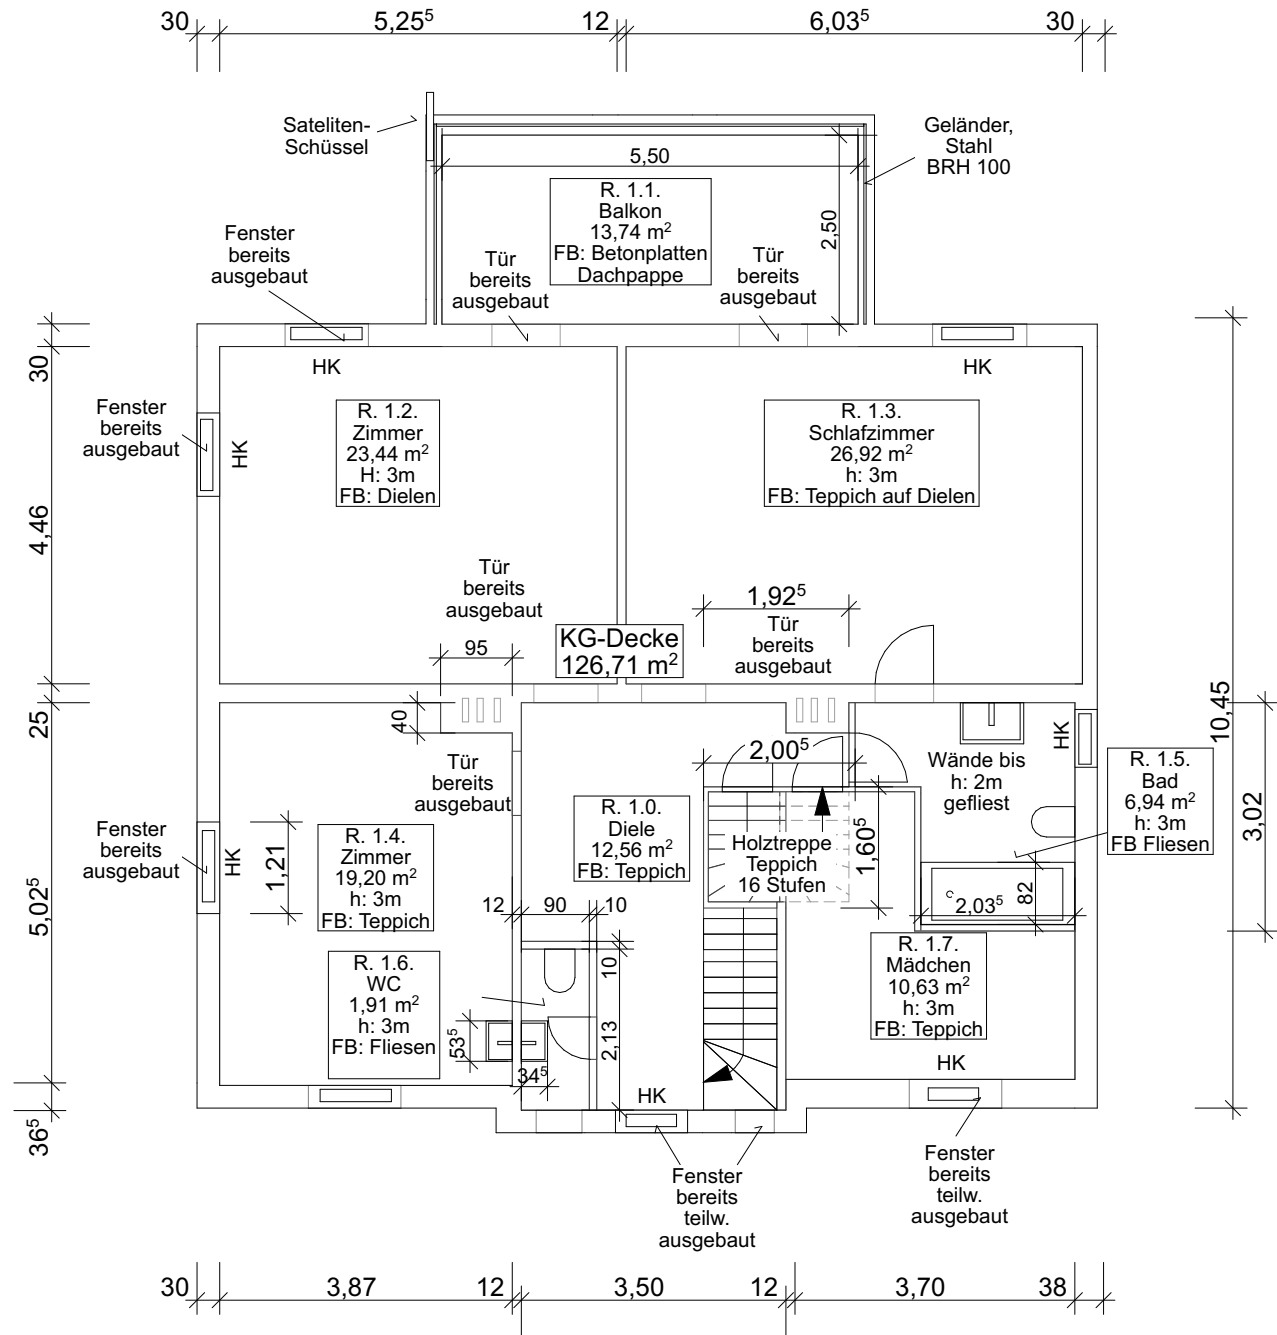 30 5,25⁵ 12 6,03⁵ 30
Sateliten-
Schüssel
Geländer,
Stahl
BRH 100
5,50
2,50
R. 1.1.
Balkon
13,74 m²
FB: Betonplatten
Dachpappe
Fenster
bereits
ausgebaut
Tür
bereits
ausgebaut
Tür
bereits
ausgebaut
30
HK
HK
Fenster
bereits
ausgebaut
HK
R. 1.2.
Zimmer
23,44 m²
H: 3m
FB: Dielen
R. 1.3.
Schlafzimmer
26,92 m²
h: 3m
FB: Teppich auf Dielen
4,46
Tür
bereits
ausgebaut
1,92⁵
Tür
bereits
ausgebaut
KG-Decke
126,71 m²
95
25
40
10,45
HK
2,00⁵
Tür
bereits
ausgebaut
Wände bis
h: 2m
gefliest
R. 1.5.
Bad
6,94 m²
h: 3m
FB Fliesen
3,02
R. 1.0.
Diele
12,56 m²
FB: Teppich
Holztreppe
Teppich
16 Stufen
1,60⁵
Fenster
bereits
ausgebaut
HK
1,21
R. 1.4.
Zimmer
19,20 m²
h: 3m
FB: Teppich
5,02⁵
12 90 10
2,03⁵
82
R. 1.6.
WC
1,91 m²
h: 3m
FB: Fliesen
10
2,13
R. 1.7.
Mädchen
10,63 m²
h: 3m
FB: Teppich
53⁵
34⁵
HK
HK
36⁵
Fenster
bereits
teilw.
ausgebaut
Fenster
bereits
teilw.
ausgebaut
30 3,87 12 3,50 12 3,70 38